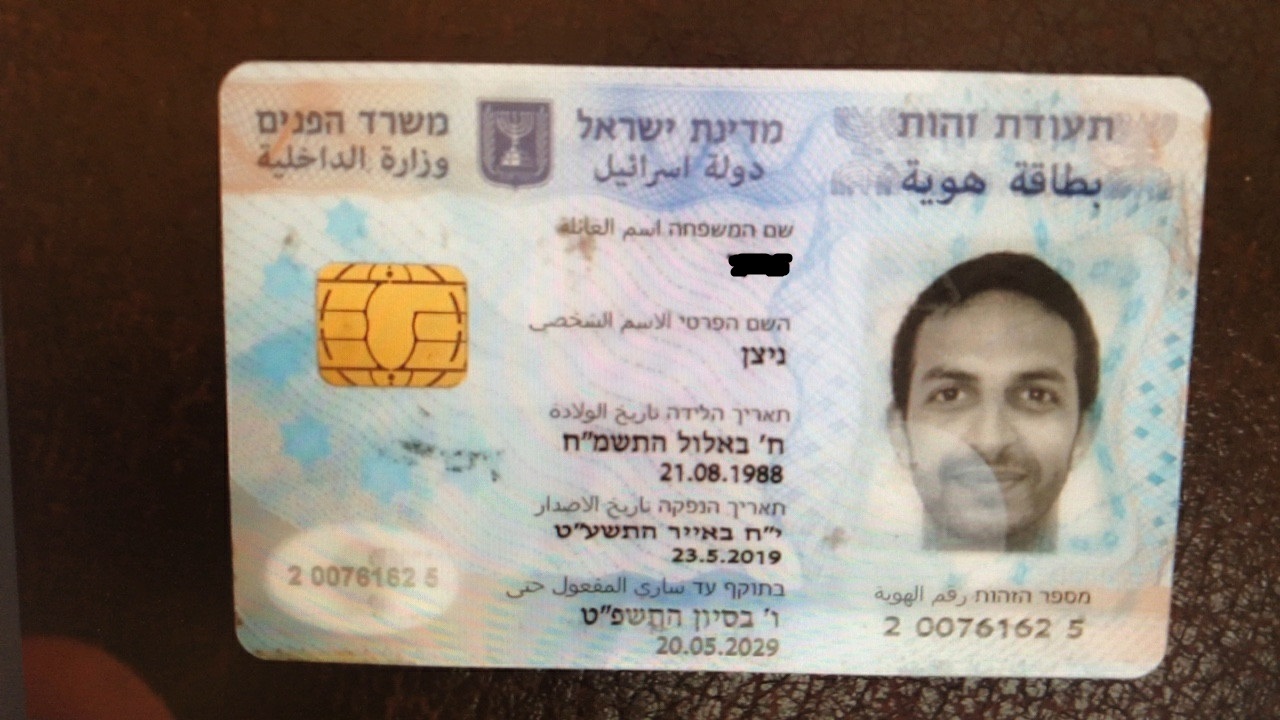 תעודת זהות
بطاقة هوية
מדינת ישראל
دولة اسرائيل
משרד הפנים
وزارة الداخلية
שם המשפחה اسم العائلة
השם הפרטי الاسم الشخصي
ניצן
תאריך הלידה تاريخ الولادة
ח' באלול התשמ"ח
21.08.1988
תאריך הנפקה تاريخ الاصدار
י"ח באייר התשע"ט
23.5.2019
בתוקף עד ساري المفعول حتى
ו' בסיון התשפ"ט
20.05.2029
מספר הזהות رقم الهوية
2 0076162 5
2 0076162 5